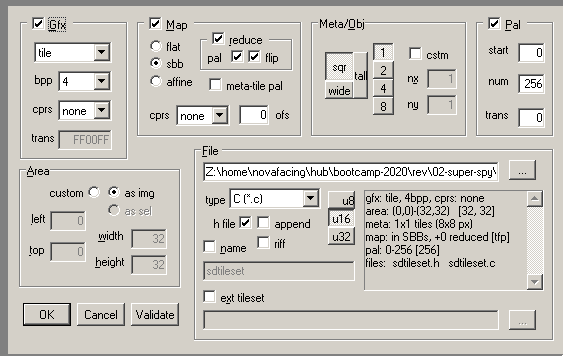 Gfx
tile
bpp 4
cprs none
trans FF00FF
Map
flat
sbb
affine
reduce
pal flip
meta-tile pal
cprs none 0 ofs
Meta/Obj
sqr
tall
wide
1
2
4
8
cstm
nx 1
ny 1
Pal
start 0
num 256
trans 0
Area
custom as img
as sel
left 0
top 0
width 32
height 32
OK Cancel Validate
File
Z:\home\novafacing\hub\bootcamp-2020\rev\02-super-spy\ ...
type C (*.c)
h file append
name riff
sdtileset
ext tileset
...
u8
u16
u32
gfx: tile, 4bpp, cprs: none
area: (0,0)-(32,32) [32, 32]
meta: 1x1 tiles (8x8 px)
map: in SBBs, +0 reduced [tfp]
pal: 0-256 [256]
files: sdtileset.h sdtileset.c